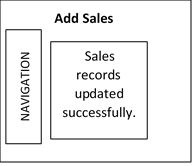 Add Sales
NAVIGATION
Sales
records
updated
successfully.